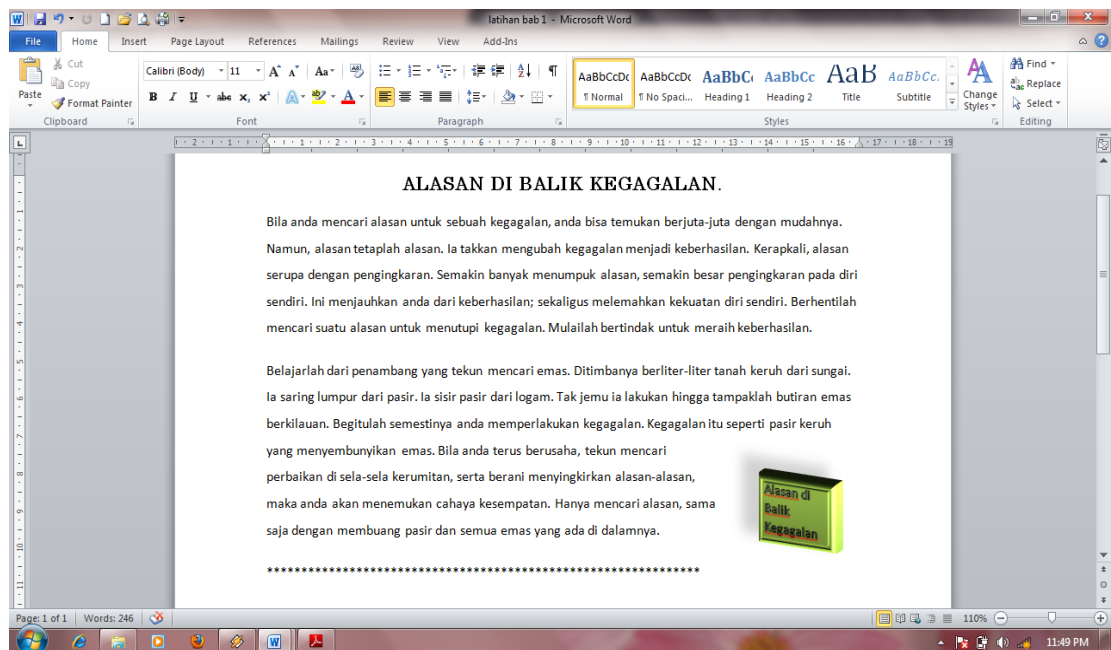 latihan bab 1 - Microsoft Word
File Home Insert Page Layout References Mailings Review View Add-Ins
Paste
Cut
Copy
Format Painter
Clipboard
Calibri (Body) 11
Font
Paragraph
AaBbCcDc AaBbCcDc AaBbC AaBbCc AaB AaBbCc.
¶ Normal ¶ No Spaci... Heading 1 Heading 2 Title Subtitle
Change
Styles
Styles
Find
Replace
Select
Editing
ALASAN DI BALIK KEGAGALAN.
Bila anda mencari alasan untuk sebuah kegagalan, anda bisa temukan berjuta-juta dengan mudahnya.
Namun, alasan tetaplah alasan. Ia takkan mengubah kegagalan menjadi keberhasilan. Kerapkali, alasan
serupa dengan pengingkaran. Semakin banyak menumpuk alasan, semakin besar pengingkaran pada diri
sendiri. Ini menjauhkan anda dari keberhasilan; sekaligus melemahkan kekuatan diri sendiri. Berhentilah
mencari suatu alasan untuk menutupi kegagalan. Mulailah bertindak untuk meraih keberhasilan.
Belajarlah dari penambang yang tekun mencari emas. Ditimbanya berliter-liter tanah keruh dari sungai.
Ia saring lumpur dari pasir. Ia sisir pasir dari logam. Tak jemu ia lakukan hingga tampaklah butiran emas
berkilauan. Begitulah semestinya anda memperlakukan kegagalan. Kegagalan itu seperti pasir keruh
yang menyembunyikan emas. Bila anda terus berusaha, tekun mencari
perbaikan di sela-sela kerumitan, serta berani menyingkirkan alasan-alasan,
maka anda akan menemukan cahaya kesempatan. Hanya mencari alasan, sama
saja dengan membuang pasir dan semua emas yang ada di dalamnya.
Alasan di
Balik
Kegagalan
****************************************************************
Page: 1 of 1 Words: 246 110%
11:49 PM